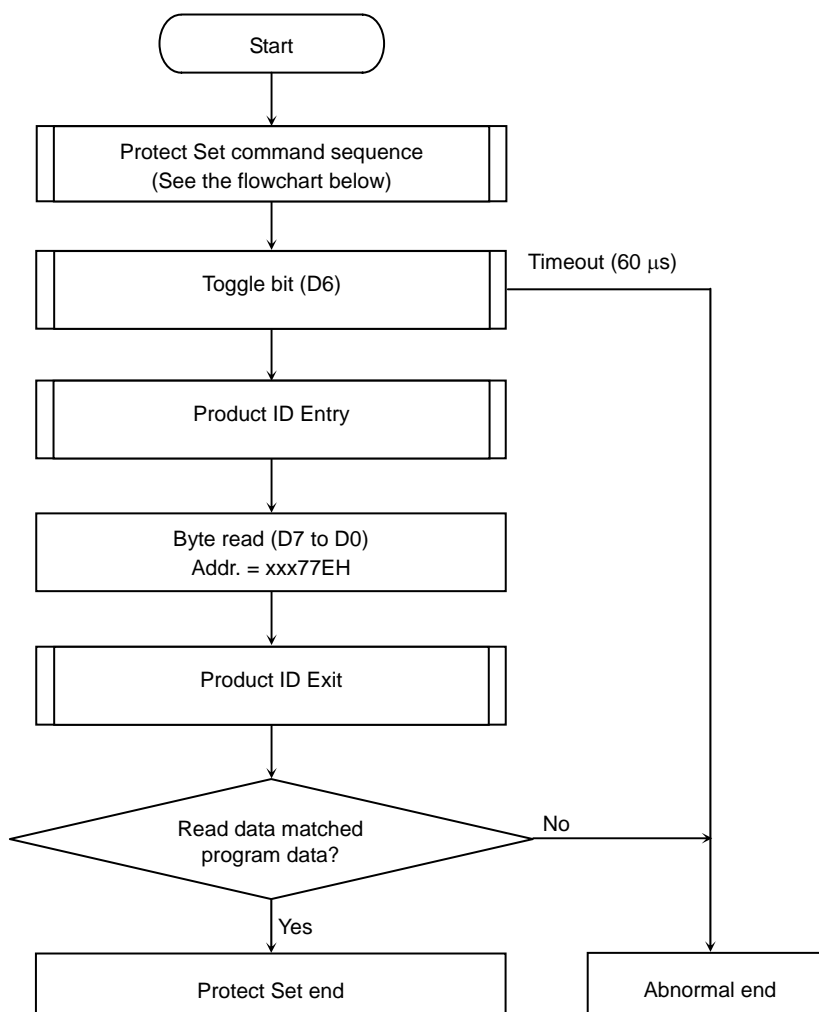 Start
Protect Set command sequence
(See the flowchart below)
Timeout (60 μs)
Toggle bit (D6)
Product ID Entry
Byte read (D7 to D0)
Addr. = xxx77EH
Product ID Exit
Read data matched
program data?
No
Yes
Protect Set end
Abnormal end